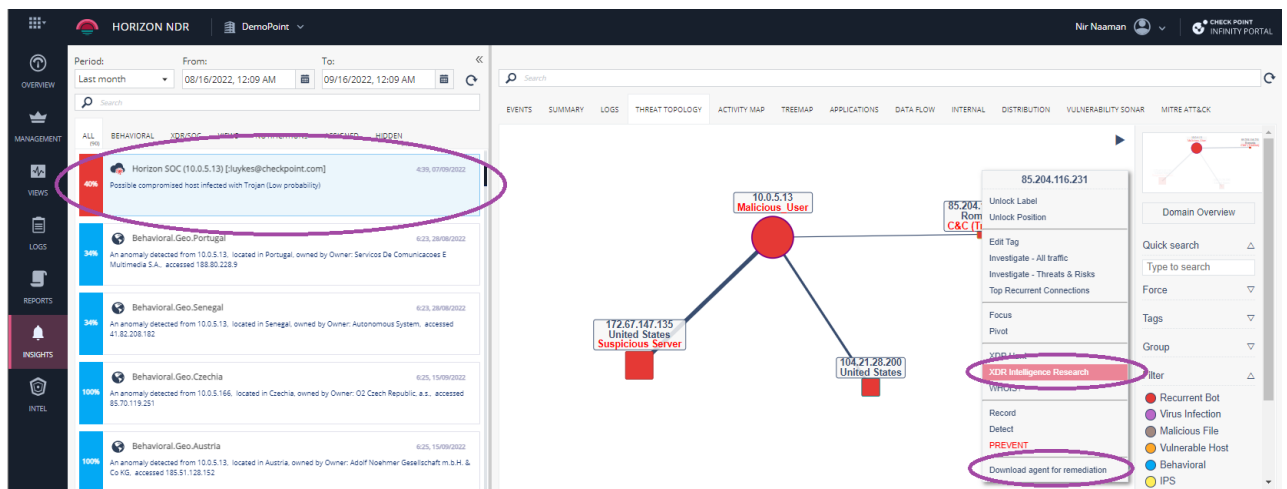 HORIZON NDR
DemoPoint
Nir Naaman
CHECK POINT
INFINITY PORTAL
OVERVIEW
MANAGEMENT
VIEWS
LOGS
REPORTS
INSIGHTS
INTEL
Period:
From:
To:
Last month
08/16/2022, 12:09 AM
09/16/2022, 12:09 AM
Search
ALL
BEHAVIORAL
XDR/SOC
VIEWS
HIDDEN
40%
Horizon SOC (10.0.5.13) [:luykes@checkpoint.com]
4:39, 07/09/2022
Possible compromised host infected with Trojan (Low probability)
34%
Behavioral.Geo.Portugal
6:23, 28/08/2022
An anomaly detected from 10.0.5.13, located in Portugal, owned by Owner: Servicos De Comunicacoes E
Multimedia S.A., accessed 188.80.228.9
34%
Behavioral.Geo.Senegal
6:23, 28/08/2022
An anomaly detected from 10.0.5.13, located in Senegal, owned by Owner: Autonomous System, accessed
41.82.208.182
100%
Behavioral.Geo.Czechia
6:25, 15/09/2022
An anomaly detected from 10.0.5.166, located in Czechia, owned by Owner: O2 Czech Republic, a.s., accessed
85.70.119.251
100%
Behavioral.Geo.Austria
6:25, 15/09/2022
An anomaly detected from 10.0.5.13, located in Austria, owned by Owner: Adolf Noehmer Gesellschaft m.b.H. &
Co KG, accessed 185.51.128.152
Search
EVENTS
SUMMARY
LOGS
THREAT TOPOLOGY
ACTIVITY MAP
TREEMAP
APPLICATIONS
DATA FLOW
INTERNAL
DISTRIBUTION
VULNERABILITY SONAR
MITRE ATT&CK
10.0.5.13
Malicious_User
85.204.
Rom
C&C (Tr
172.67.147.135
United States
Suspicious Server
104.21.28.200
United States
85.204.116.231
Unlock Label
Unlock Position
Edit Tag
Investigate - All traffic
Investigate - Threats & Risks
Top Recurrent Connections
Focus
Pivot
XDR Intelligence Research
WHOIS?
Record
Detect
PREVENT
Download agent for remediation
Domain Overview
Quick search
Type to search
Force
Tags
Group
Filter
Recurrent Bot
Virus Infection
Malicious File
Vulnerable Host
Behavioral
IPS